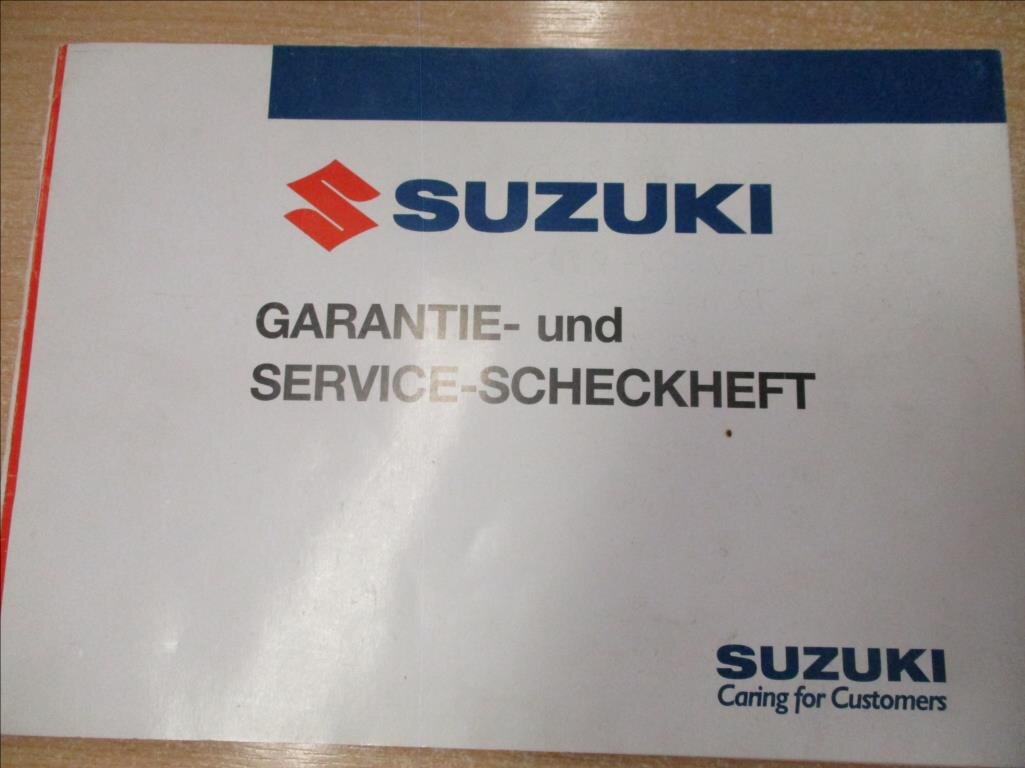 SUZUKI
GARANTIE- und
SERVICE-SCHECKHEFT
SUZUKI
Caring for Customers